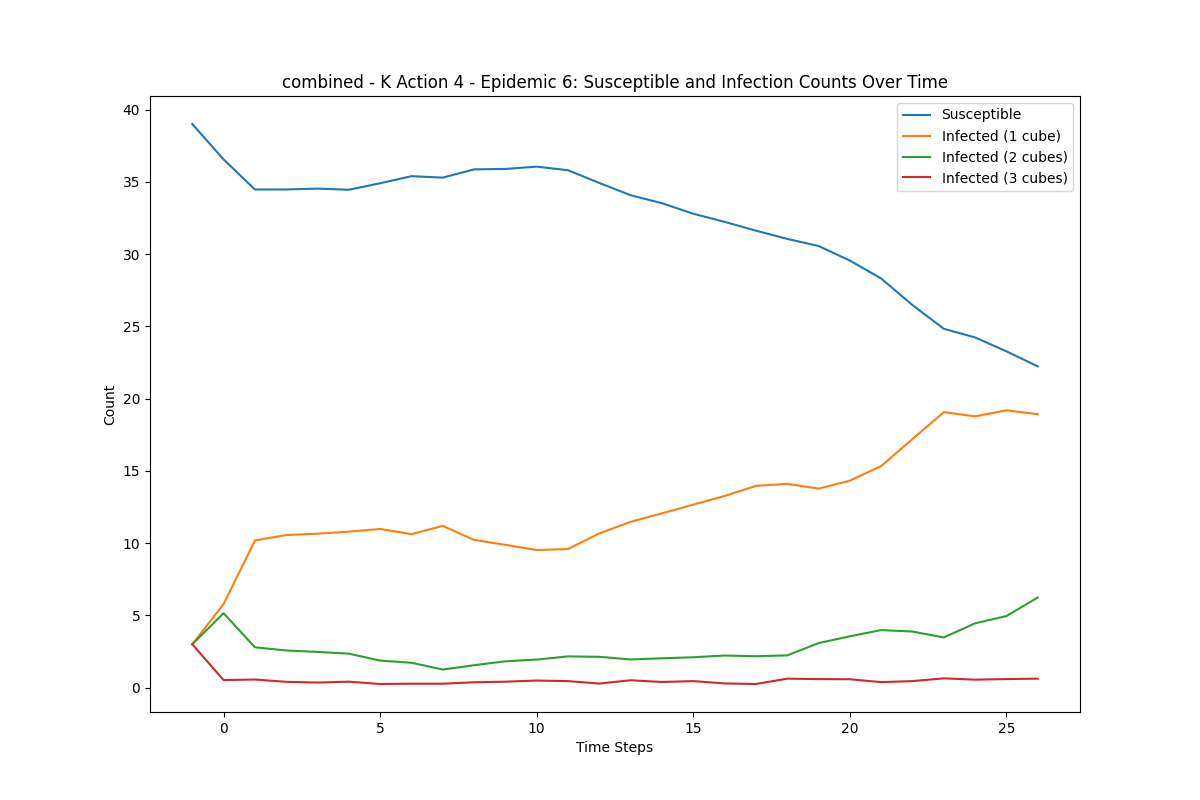 combined - K Action 4 - Epidemic 6: Susceptible and Infection Counts Over Time
Susceptible
Infected (1 cube)
Infected (2 cubes)
Infected (3 cubes)
40
35
30
25
20
15
10
5
0
Count
0 5 10 15 20 25
Time Steps